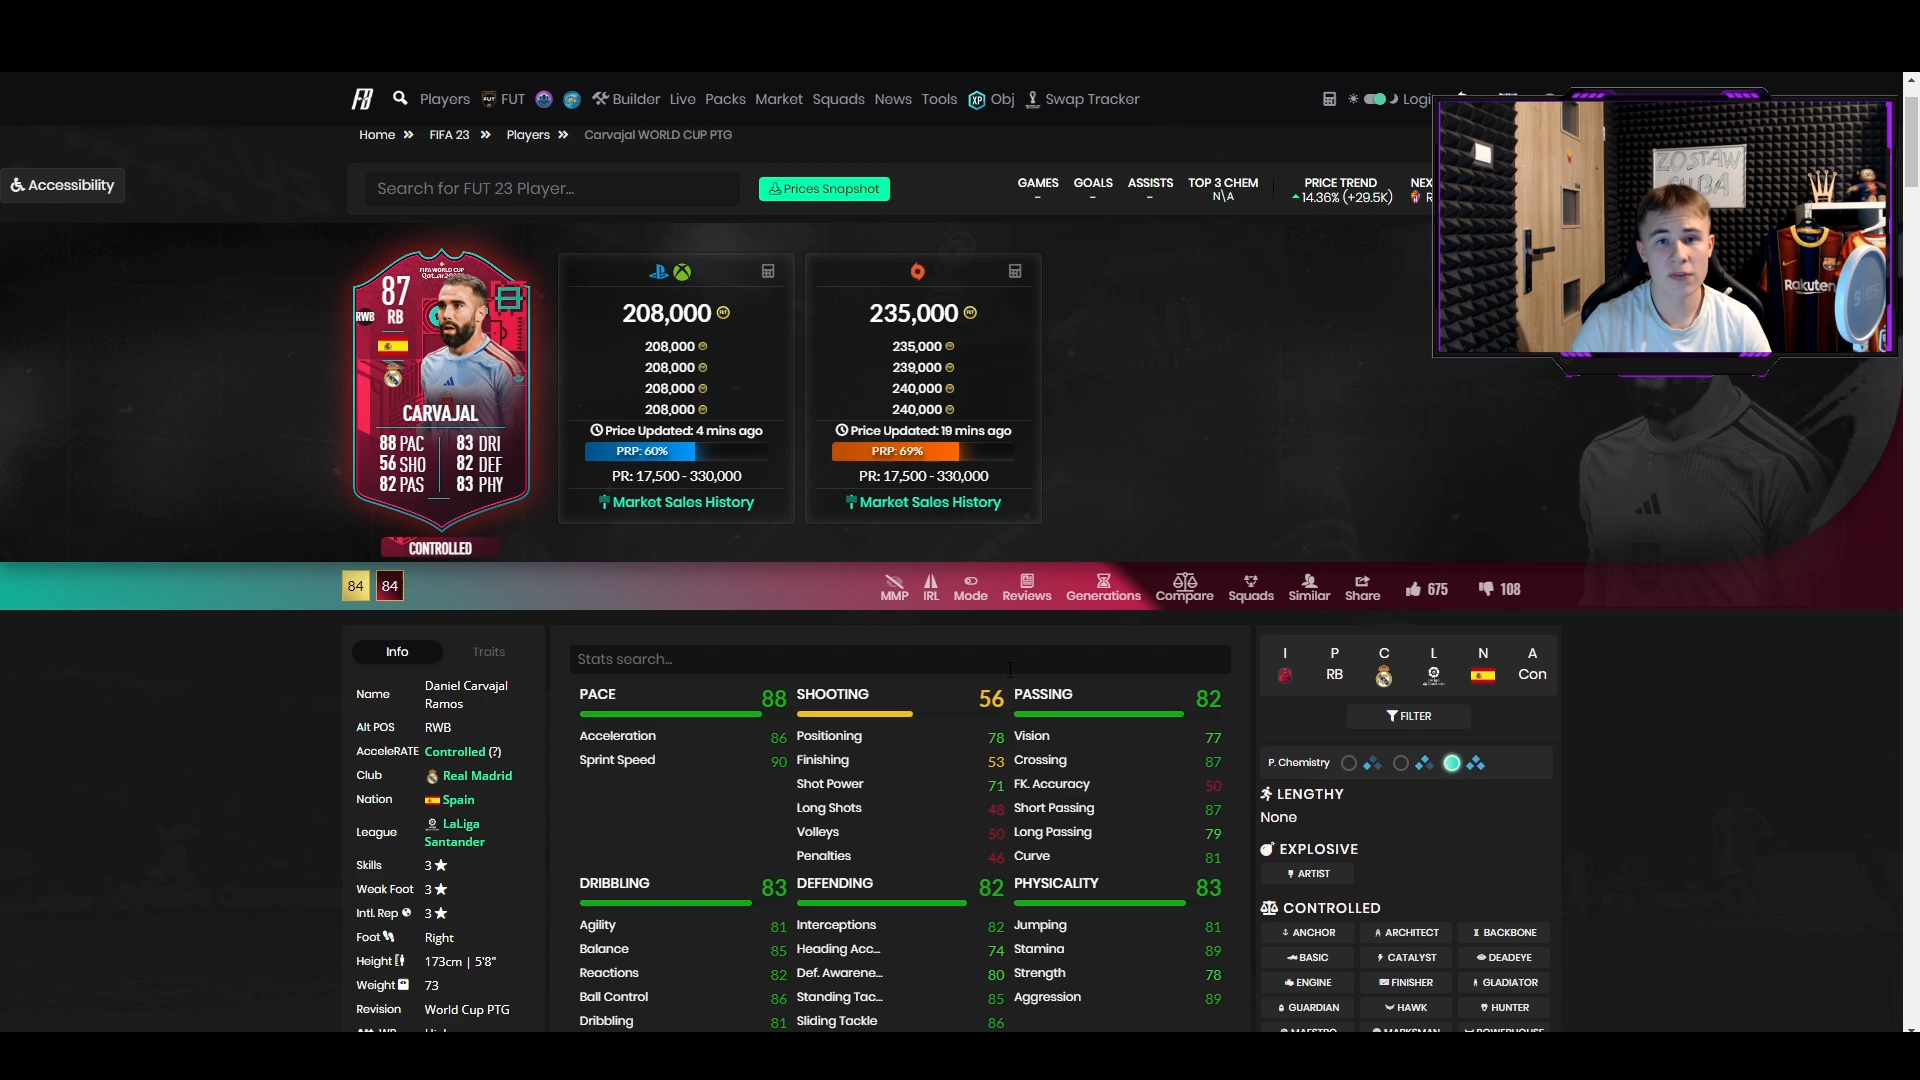 Players FUT Builder Live Packs Market Squads News Tools XP Obj Swap Tracker
Home » FIFA 23 » Players » Carvajal WORLD CUP PTG
Accessibility
Search for FUT 23 Player...
Prices Snapshot
GAMES GOALS ASSISTS TOP 3 CHEM PRICE TREND
- - - N\A 14.36% (+29.5K)
ZOSTAW
Rakuten
87
RB
RWB
FIFA WORLD CUP
CARVAJAL
88 PAC 83 DRI
56 SHO 82 DEF
82 PAS 83 PHY
CONTROLLED
208,000
208,000
208,000
208,000
208,000
Price Updated: 4 mins ago
PRP: 60%
PR: 17,500 - 330,000
Market Sales History
235,000
235,000
239,000
240,000
240,000
Price Updated: 19 mins ago
PRP: 69%
PR: 17,500 - 330,000
Market Sales History
84 84
MMP IRL Mode Reviews Generations Compare Squads Similar Share 675 108
Info Traits
Name Daniel Carvajal Ramos
Alt POS RWB
AcceleRATE Controlled (?)
Club Real Madrid
Nation Spain
League LaLiga Santander
Skills 3
Weak Foot 3
Intl. Rep 3
Foot Right
Height 173cm | 5'8"
Weight 73
Revision World Cup PTG
Stats search...
PACE 88
Acceleration 86
Sprint Speed 90
SHOOTING 56
Positioning 78
Finishing 53
Shot Power 71
Long Shots 48
Volleys 50
Penalties 46
PASSING 82
Vision 77
Crossing 87
FK. Accuracy 50
Short Passing 87
Long Passing 79
Curve 81
DRIBBLING 83
Agility 81
Balance 85
Reactions 82
Ball Control 86
Dribbling 81
DEFENDING 82
Interceptions 82
Heading Acc... 74
Def. Awarene... 80
Standing Tac... 85
Sliding Tackle 86
PHYSICALITY 83
Jumping 81
Stamina 89
Strength 78
Aggression 89
I P C L N A
RB Con
FILTER
P. Chemistry
LENGTHY
None
EXPLOSIVE
ARTIST
CONTROLLED
ANCHOR ARCHITECT BACKBONE
BASIC CATALYST DEADEYE
ENGINE FINISHER GLADIATOR
GUARDIAN HAWK HUNTER